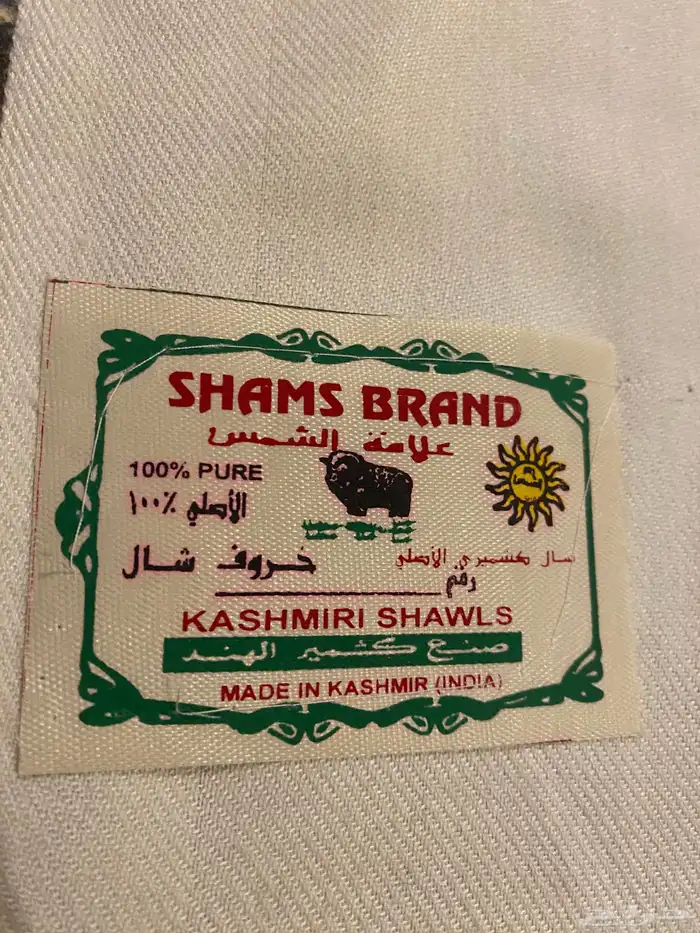 SHAMS BRAND
علامة الشمس
100% PURE
الأصلي ١٠٠٪
خروف شال
شال كشميري الأصلي
رقم
KASHMIRI SHAWLS
صنع كشمير الهند
MADE IN KASHMIR (INDIA)